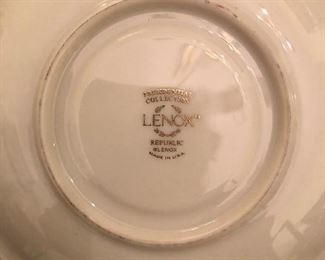 PRESIDENTIAL
COLLECTION
LENOX
REPUBLIC
©LENOX
MADE IN U.S.A.